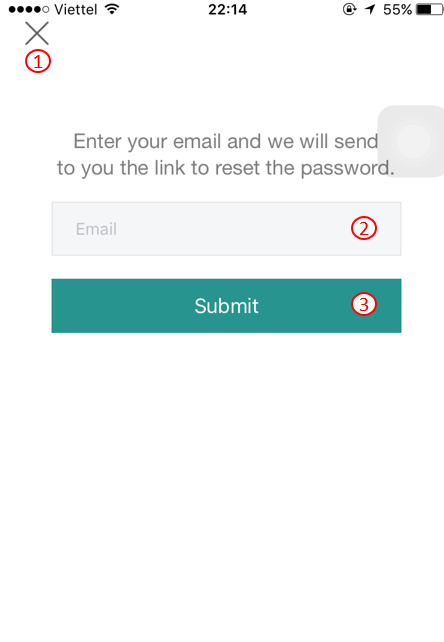 Viettel 22:14 55%
1
Enter your email and we will send
to you the link to reset the password.
Email 2
Submit 3